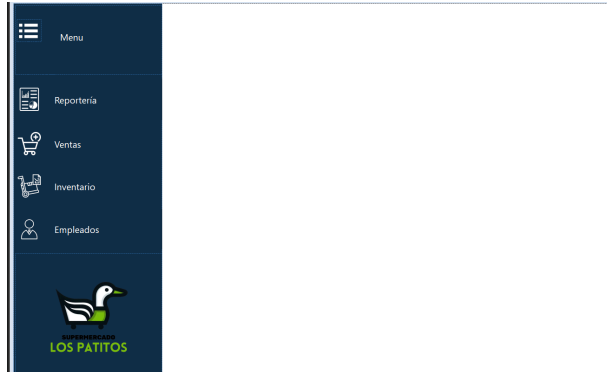 Menu
Reportería
Ventas
Inventario
Empleados
SUPERMERCADO
LOS PATITOS